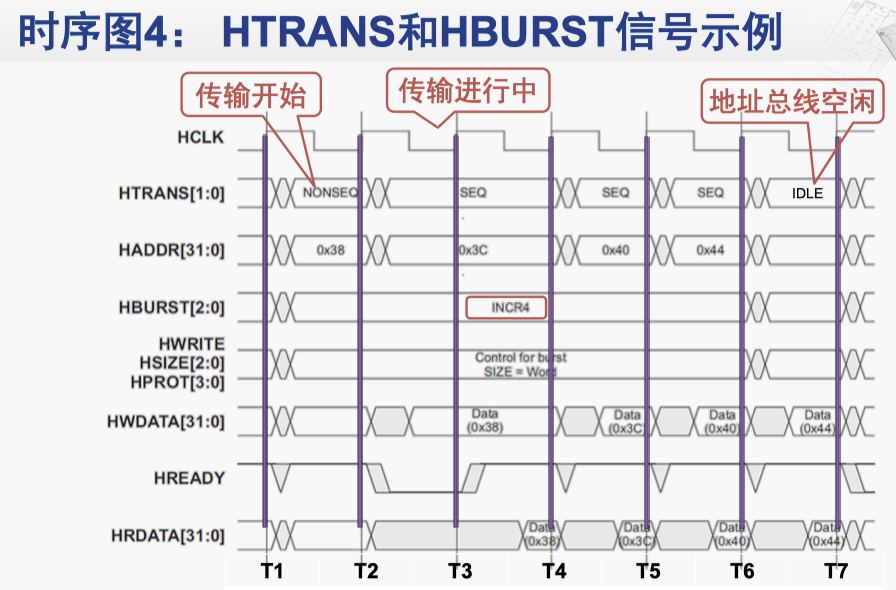 时序图4： HTRANS和HBURST信号示例
传输开始
传输进行中
地址总线空闲
HCLK
HTRANS[1:0]
NONSEQ
SEQ
SEQ
SEQ
IDLE
HADDR[31:0]
0x38
0x3C
0x40
0x44
HBURST[2:0]
INCR4
HWRITE
HSIZE[2:0]
HPROT[3:0]
Control for burst
SIZE = Word
HWDATA[31:0]
Data
(0x38)
Data
(0x3C)
Data
(0x40)
Data
(0x44)
HREADY
HRDATA[31:0]
Data
(0x38)
Data
(0x3C)
Data
(0x40)
Data
(0x44)
T1
T2
T3
T4
T5
T6
T7